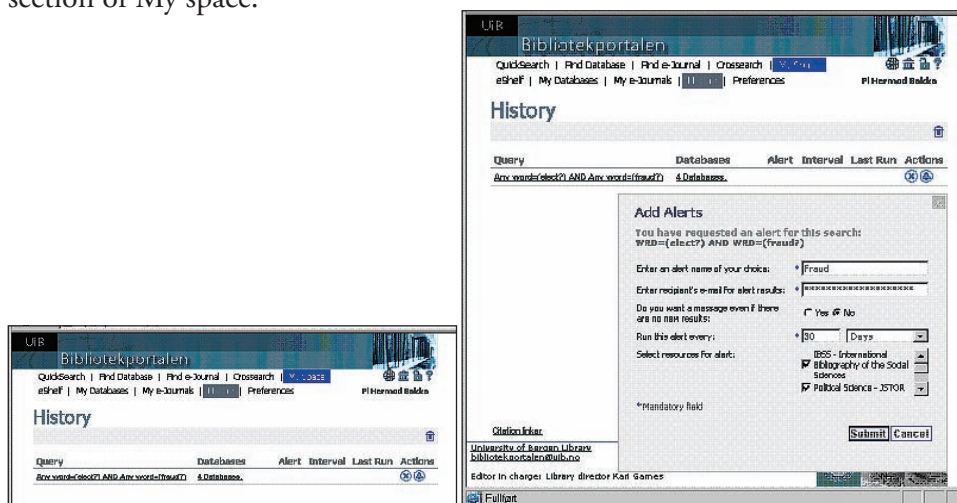 section of My space.
UiB
Bibliotekportalen
QuickSearch | Find Database | Find e-Journal | Crossearch | My Space
eShelf | My Databases | My e-Journals | | Preferences
Pl Hermod Bakka
History
Query Databases Alert Interval Last Run Actions
Any word=(elect?) AND Any word=(fraud?) 4 Databases.
UiB
Bibliotekportalen
QuickSearch | Find Database | Find e-Journal | Crossearch |
eShelf | My Databases | My e-Journals | | Preferences
Pl Hermod Bakka
History
Query Databases Alert Interval Last Run Actions
Any word=(elect?) AND Any word=(fraud?) 4 Databases.
Add Alerts
You have requested an alert for this search:
WRD=(elect?) AND WRD=(fraud?)
Enter an alert name of your choice: * Fraud
Enter recipient's e-mail for alert results: * ********************
Do you want a message even if there
are no new results: Yes No
Run this alert every: * 30 Days
Select resources for alert: IBSS - International
Bibliography of the Social
Sciences
Political Science - JSTOR
*Mandatory field
Submit Cancel
Citation linker
University of Bergen Library
bibliotekportalen@uib.no
Editor in charge: Library director Kari Garnes
Fullført